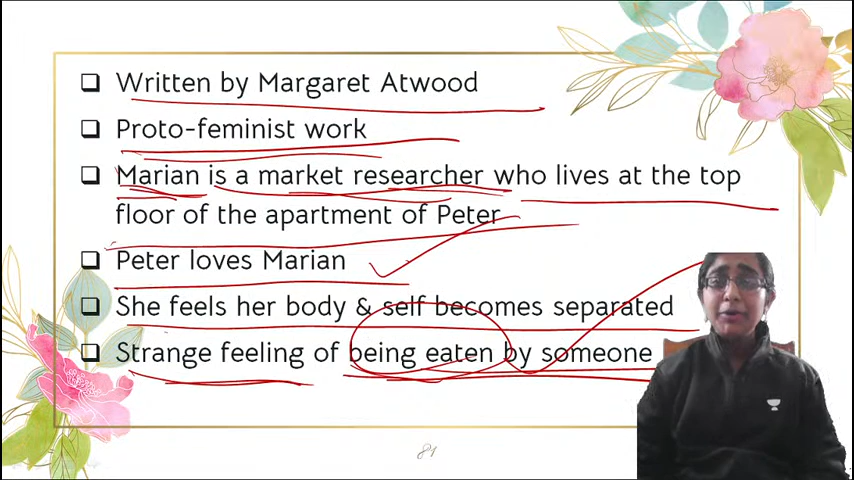 Written by Margaret Atwood
Proto-feminist work
Marian is a market researcher who lives at the top
floor of the apartment of Peter
Peter loves Marian
She feels her body & self becomes separated
Strange feeling of being eaten by someone
81